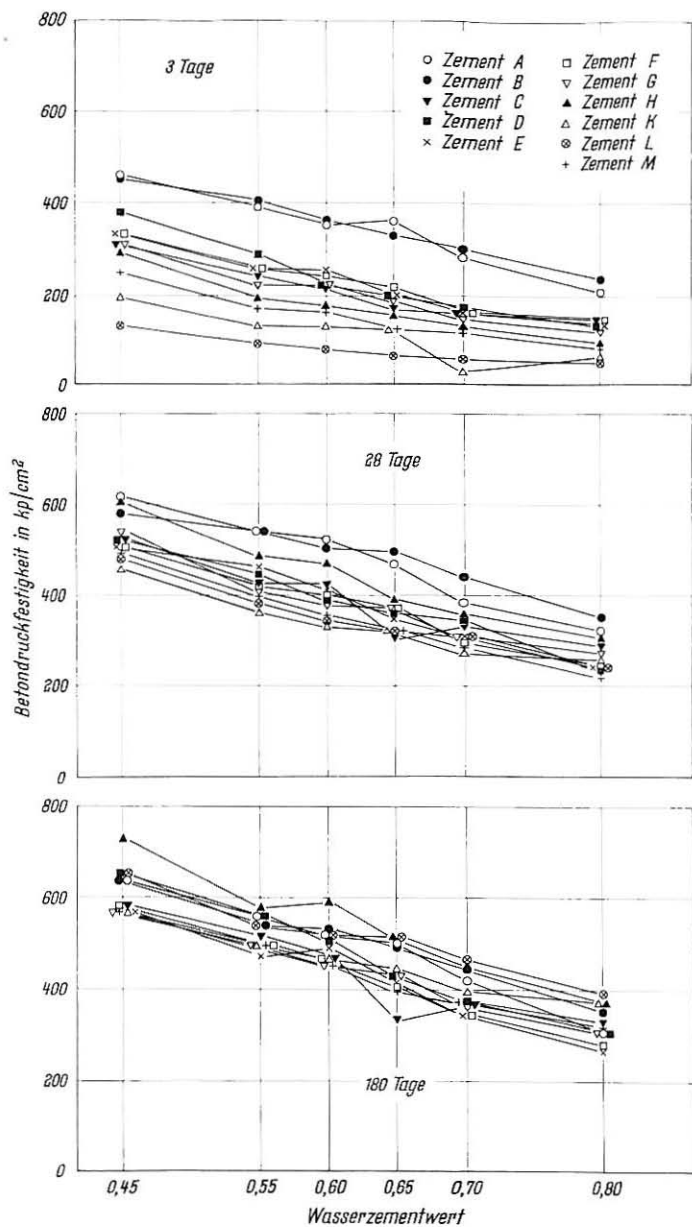 800
3 Tage
Zement A
Zement B
Zement C
Zement D
Zement E
Zement F
Zement G
Zement H
Zement K
Zement L
Zement M
600
400
200
0
800
28 Tage
600
400
200
0
Betondruckfestigkeit in kp/cm²
800
600
400
200
180 Tage
0
0,45 0,55 0,60 0,65 0,70 0,80
Wasserzementwert